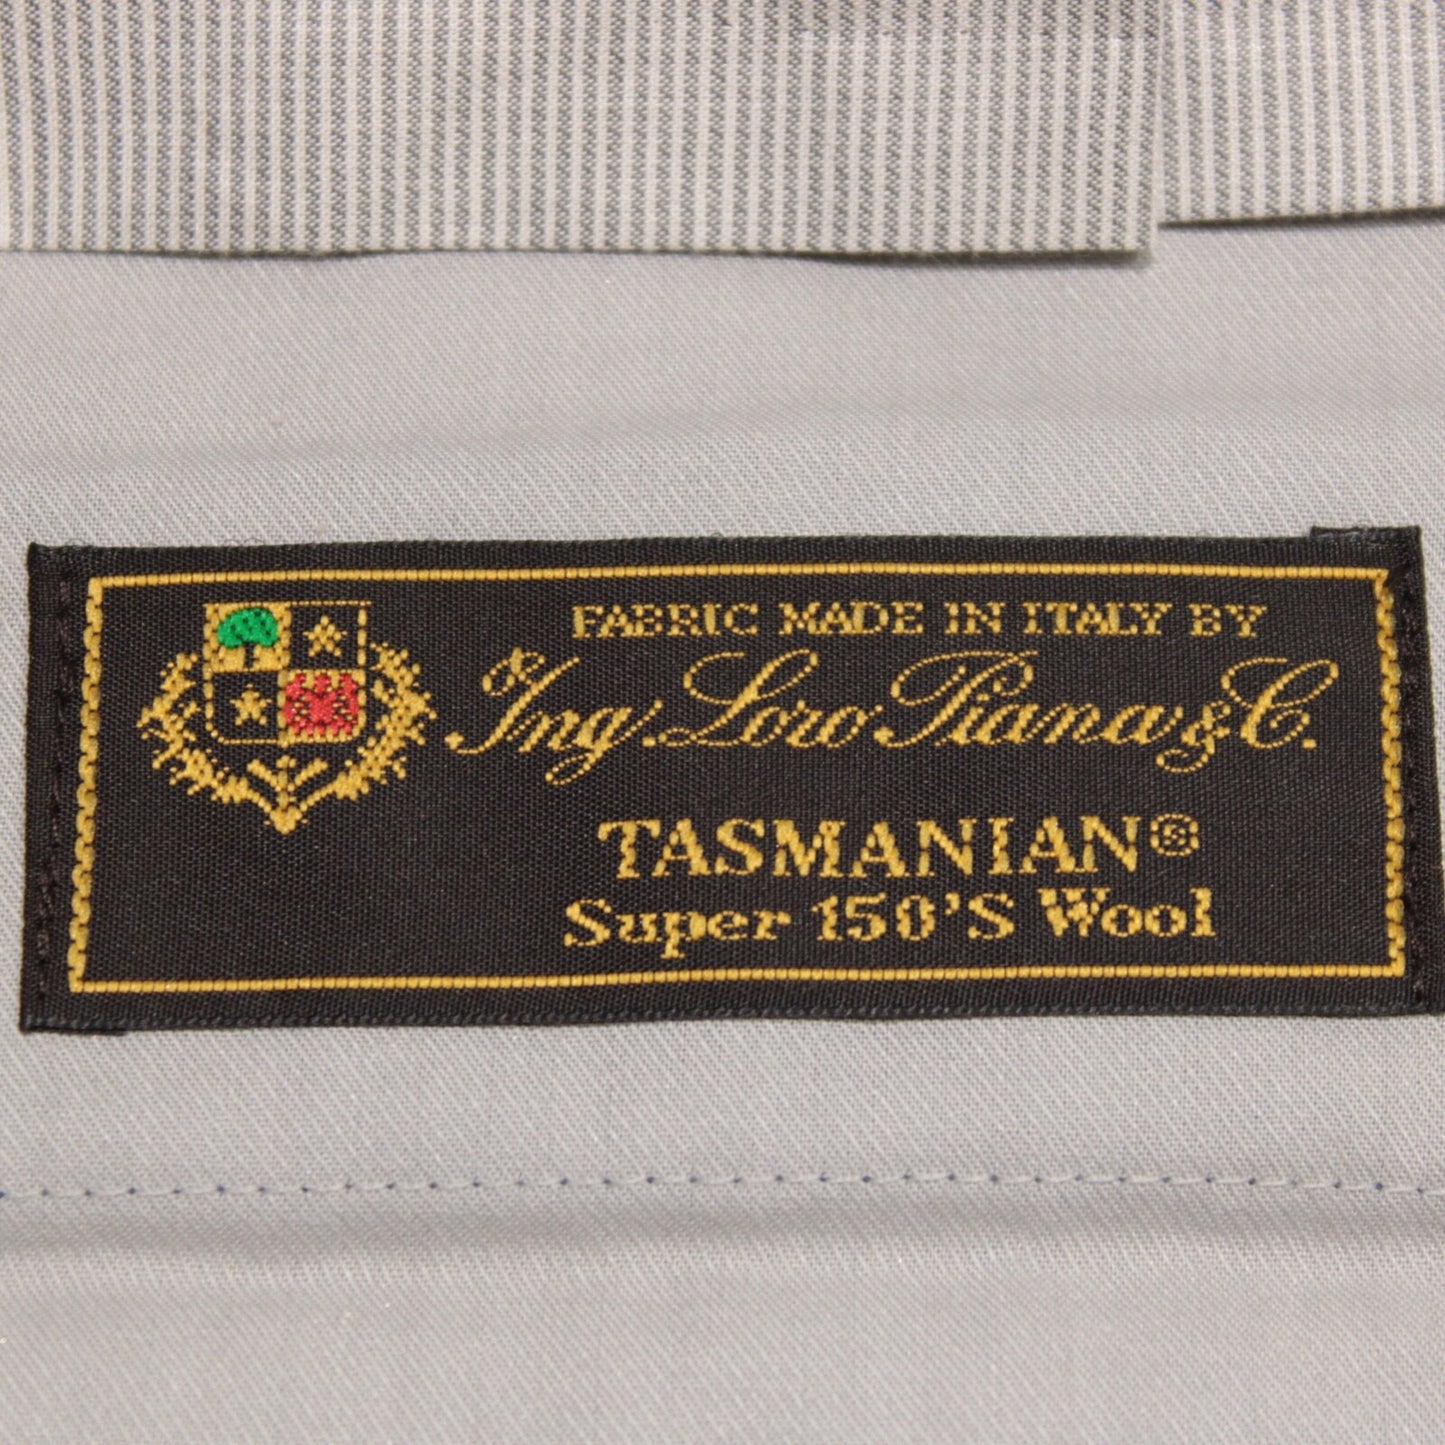 FABRIC MADE IN ITALY BY
Ing. Loro Piana & C.
TASMANIAN®
Super 150'S Wool